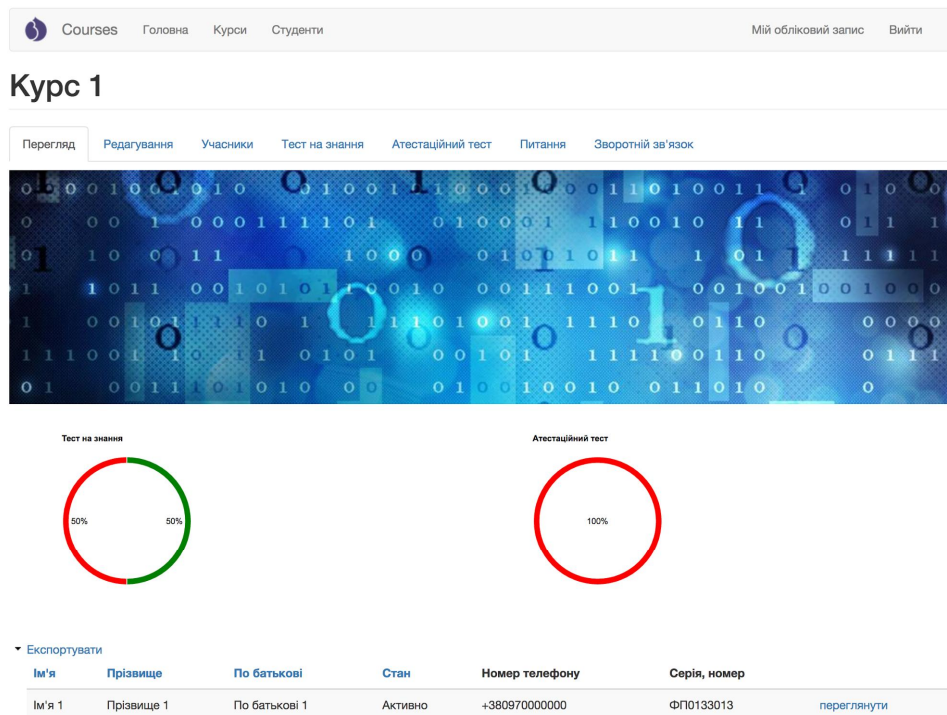 Courses Головна Курси Студенти Мій обліковий запис Вийти
Курс 1
Перегляд Редагування Учасники Тест на знання Атестаційний тест Питання Зворотній зв'язок
Тест на знання Атестаційний тест
50% 50% 100%
Експортувати
Ім'я Прізвище По батькові Стан Номер телефону Серія, номер
Ім'я 1 Прізвище 1 По батькові 1 Активно +380970000000 ФП0133013 переглянути